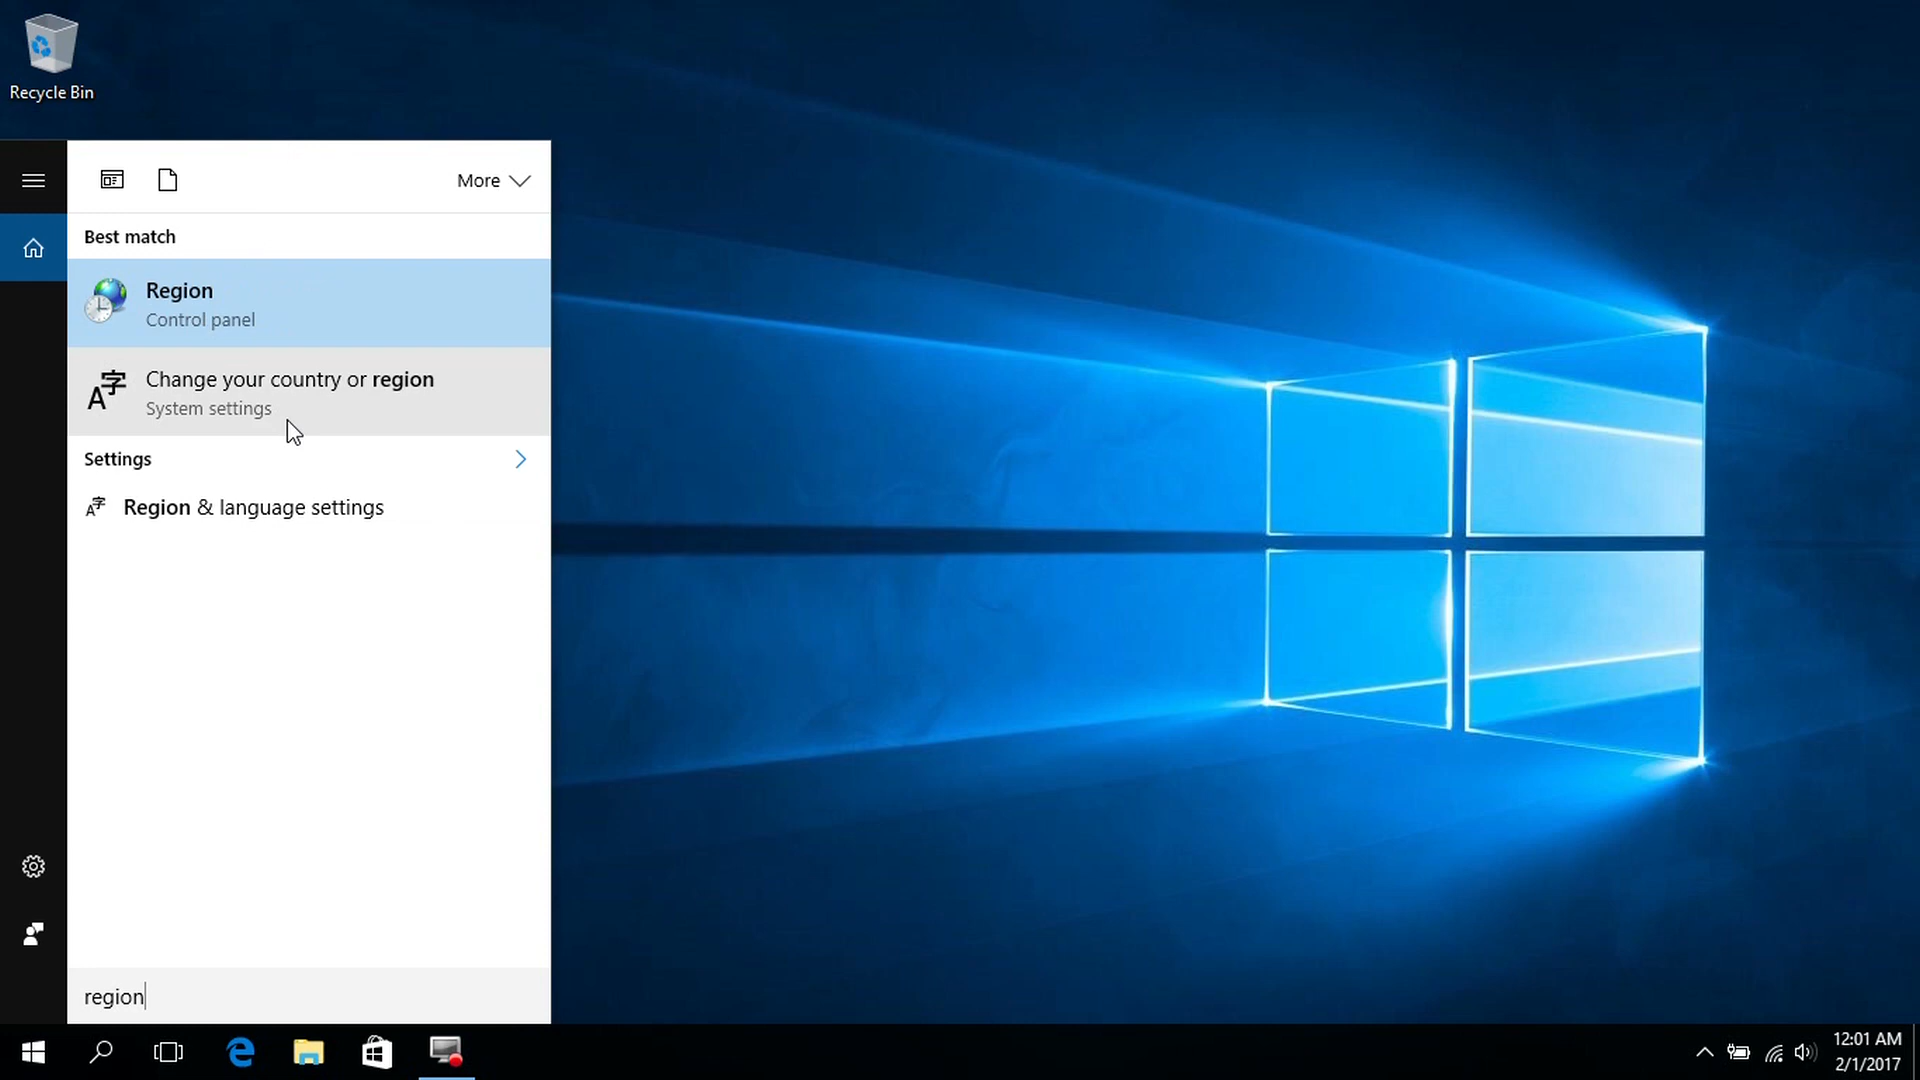 Recycle Bin
More
Best match
Region
Control panel
Change your country or region
System settings
Settings
Region & language settings
region
12:01 AM
2/1/2017